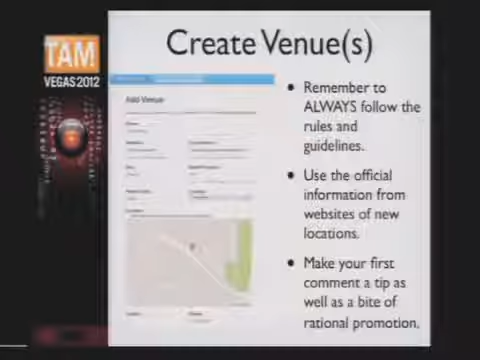 TAM
VEGAS 2012
Create Venue(s)
Add Venue
• Remember to
ALWAYS follow the
rules and
guidelines.
• Use the official
information from
websites of new
locations.
• Make your first
comment a tip as
well as a bite of
rational promotion.